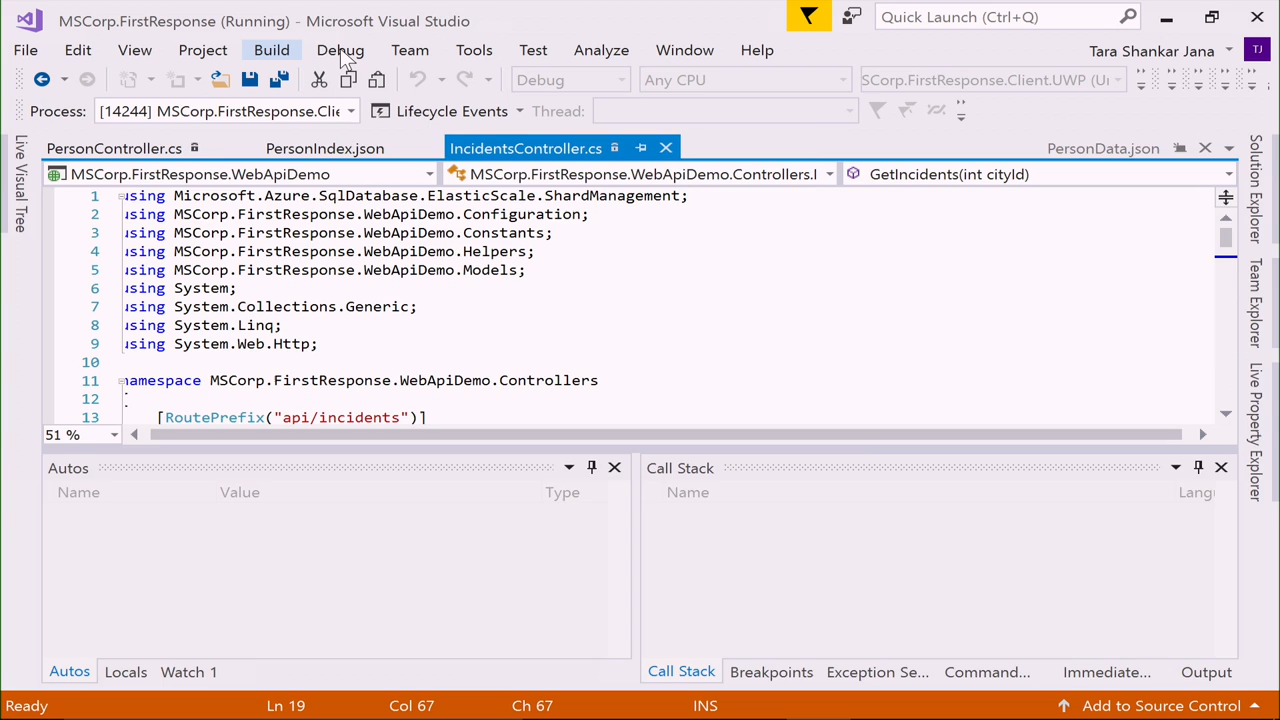 MSCorp.FirstResponse (Running) - Microsoft Visual Studio
Quick Launch (Ctrl+Q)
File Edit View Project Build Debug Team Tools Test Analyze Window Help
Tara Shankar Jana TJ
Debug Any CPU SCorp.FirstResponse.Client.UWP (Ur
Process: [14244] MSCorp.FirstResponse.Clie Lifecycle Events Thread:
PersonController.cs PersonIndex.json IncidentsController.cs PersonData.json
MSCorp.FirstResponse.WebApiDemo MSCorp.FirstResponse.WebApiDemo.Controllers.I GetIncidents(int cityId)
1 using Microsoft.Azure.SqlDatabase.ElasticScale.ShardManagement;
2 using MSCorp.FirstResponse.WebApiDemo.Configuration;
3 using MSCorp.FirstResponse.WebApiDemo.Constants;
4 using MSCorp.FirstResponse.WebApiDemo.Helpers;
5 using MSCorp.FirstResponse.WebApiDemo.Models;
6 using System;
7 using System.Collections.Generic;
8 using System.Linq;
9 using System.Web.Http;
10
11 namespace MSCorp.FirstResponse.WebApiDemo.Controllers
12 {
13 [RoutePrefix("api/incidents")]
51 %
Live Visual Tree
Solution Explorer
Team Explorer
Live Property Explorer
Autos
Name Value Type
Call Stack
Name Langu
Autos Locals Watch 1
Call Stack Breakpoints Exception Se... Command... Immediate... Output
Ready Ln 19 Col 67 Ch 67 INS Add to Source Control